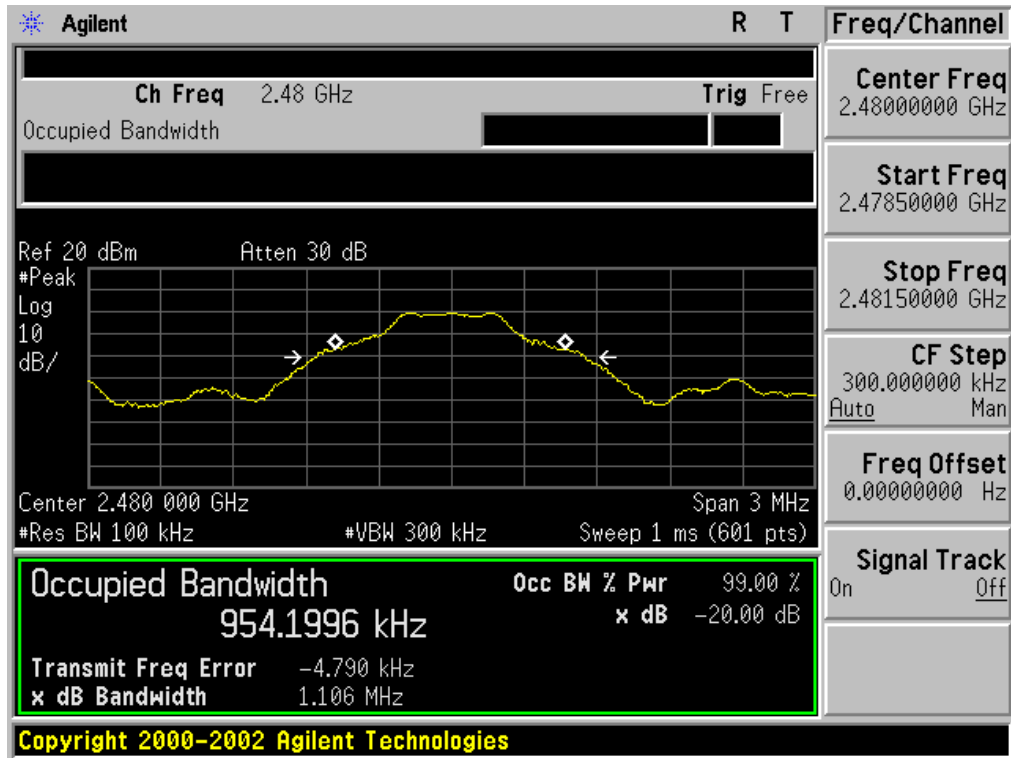 Agilent R T
Ch Freq 2.48 GHz Trig Free
Occupied Bandwidth
Ref 20 dBm Atten 30 dB
#Peak
Log
10
dB/
Center 2.480 000 GHz Span 3 MHz
#Res BW 100 kHz #VBW 300 kHz Sweep 1 ms (601 pts)
Occupied Bandwidth
954.1996 kHz
Occ BW % Pwr 99.00 %
x dB -20.00 dB
Transmit Freq Error -4.790 kHz
x dB Bandwidth 1.106 MHz
Copyright 2000-2002 Agilent Technologies
Freq/Channel
Center Freq
2.48000000 GHz
Start Freq
2.47850000 GHz
Stop Freq
2.48150000 GHz
CF Step
300.000000 kHz
Auto Man
Freq Offset
0.00000000 Hz
Signal Track
On Off